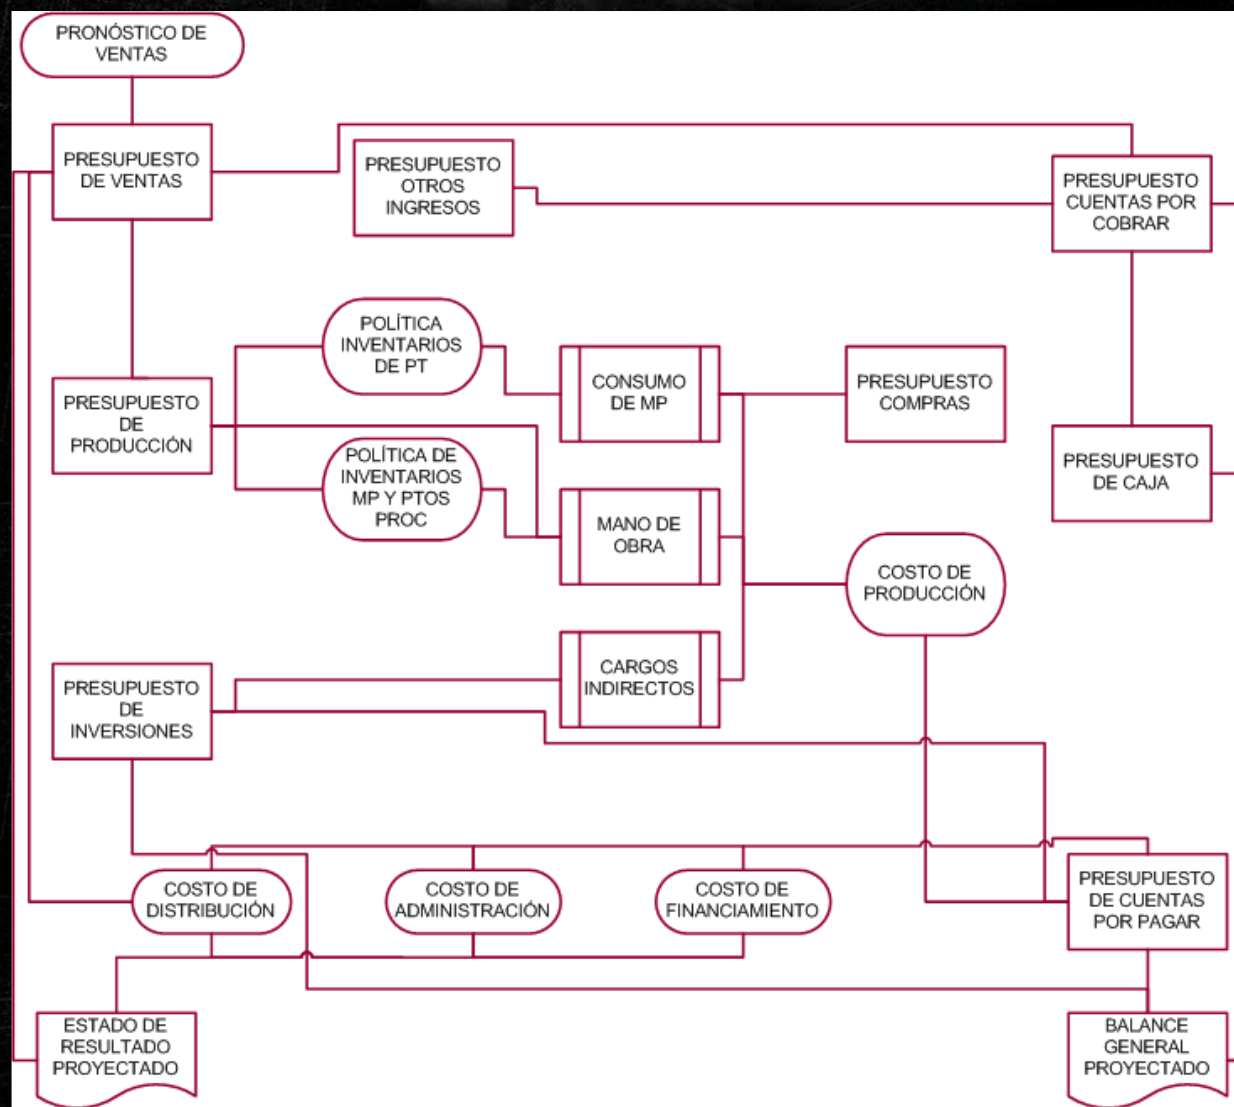 PRONÓSTICO DE
VENTAS
PRESUPUESTO
DE VENTAS
PRESUPUESTO
OTROS
INGRESOS
PRESUPUESTO
CUENTAS POR
COBRAR
POLÍTICA
INVENTARIOS
DE PT
CONSUMO
DE MP
PRESUPUESTO
COMPRAS
PRESUPUESTO
DE
PRODUCCIÓN
POLÍTICA DE
INVENTARIOS
MP Y PTOS
PROC
MANO DE
OBRA
PRESUPUESTO
DE CAJA
COSTO DE
PRODUCCIÓN
PRESUPUESTO
DE
INVERSIONES
CARGOS
INDIRECTOS
COSTO DE
DISTRIBUCIÓN
COSTO DE
ADMINISTRACIÓN
COSTO DE
FINANCIAMIENTO
PRESUPUESTO
DE CUENTAS
POR PAGAR
ESTADO DE
RESULTADO
PROYECTADO
BALANCE
GENERAL
PROYECTADO